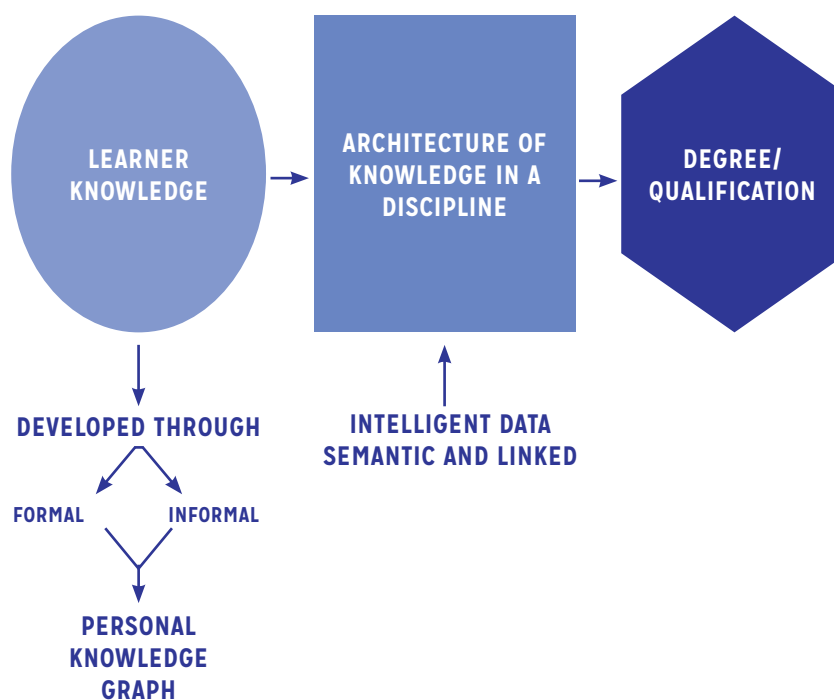 LEARNER
KNOWLEDGE
ARCHITECTURE OF
KNOWLEDGE IN A
DISCIPLINE
DEGREE/
QUALIFICATION
DEVELOPED THROUGH
FORMAL
INFORMAL
PERSONAL
KNOWLEDGE
GRAPH
INTELLIGENT DATA
SEMANTIC AND LINKED